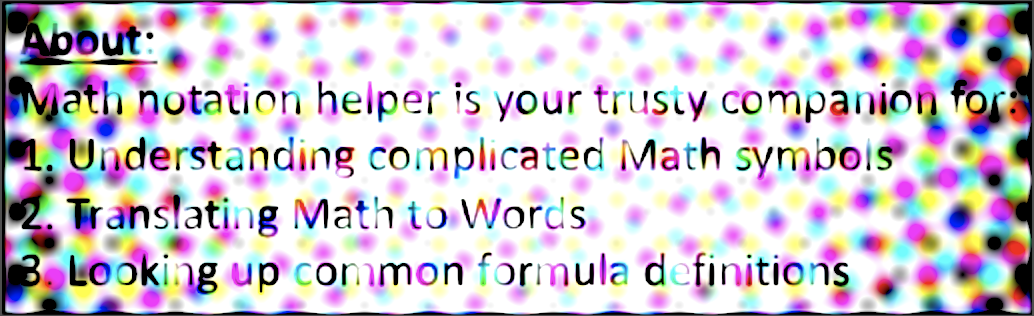 About:
Math notation helper is your trusty companion for:
1. Understanding complicated Math symbols
2. Translating Math to Words
3. Looking up common formula definitions